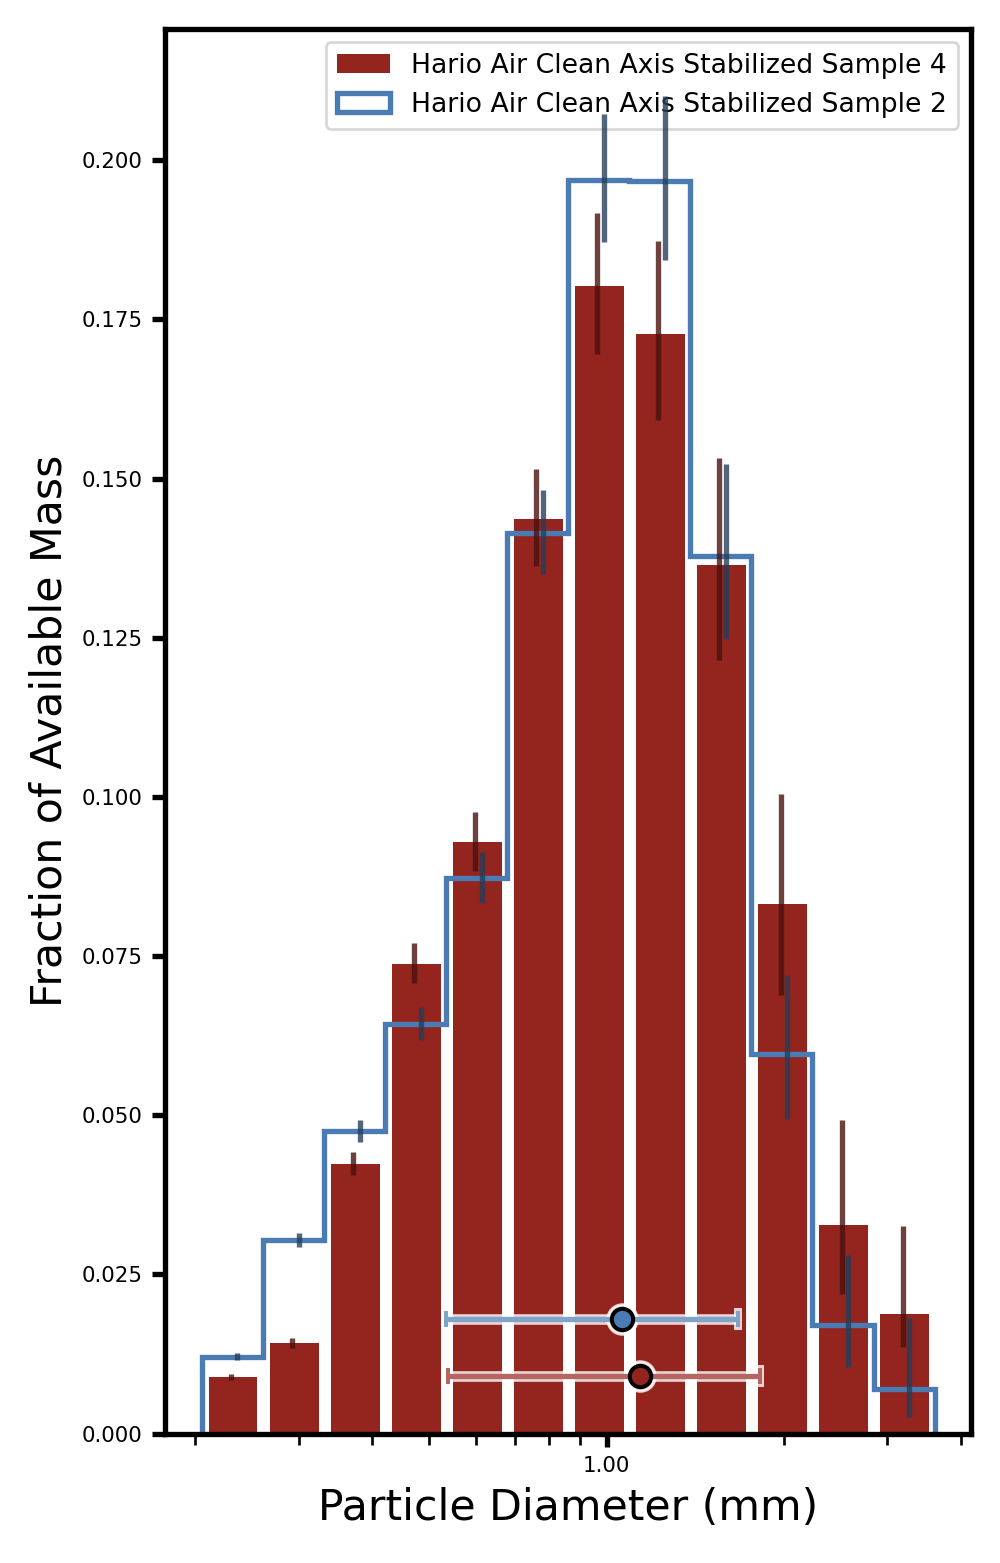 Hario Air Clean Axis Stabilized Sample 4
Hario Air Clean Axis Stabilized Sample 2
Fraction of Available Mass
0.200
0.175
0.150
0.125
0.100
0.075
0.050
0.025
0.000
1.00
Particle Diameter (mm)